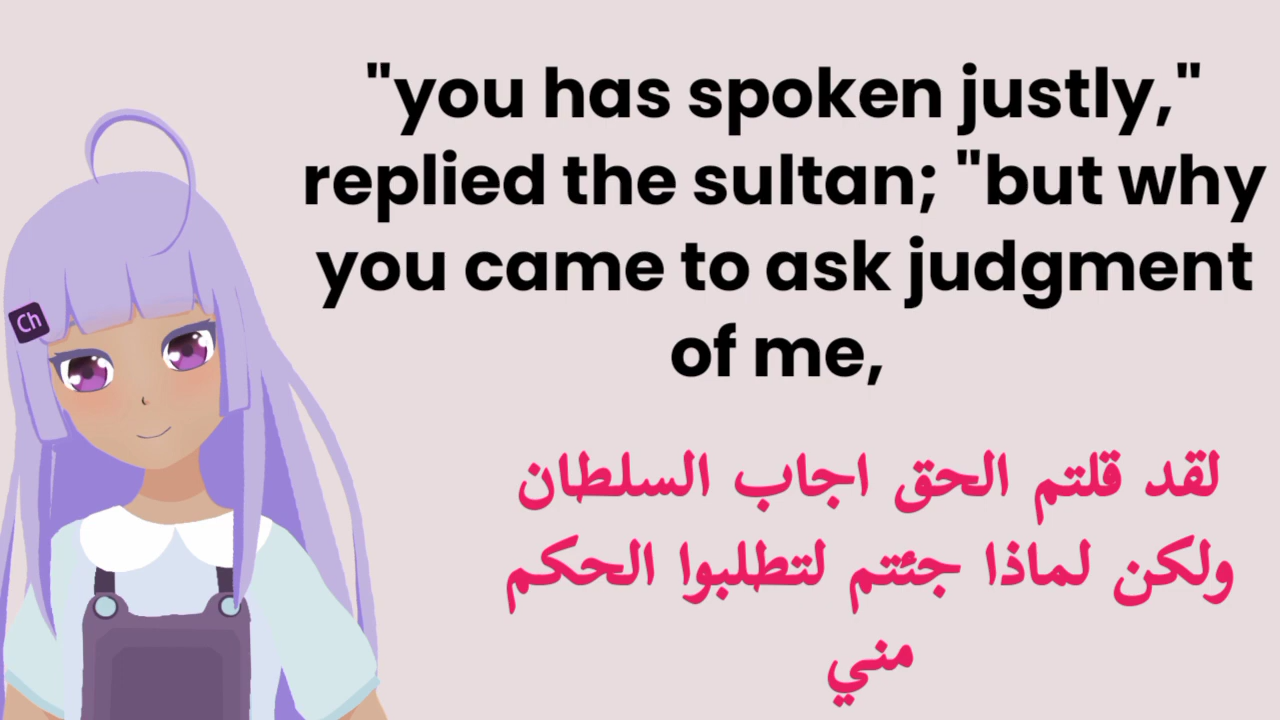 "you has spoken justly,"
replied the sultan; "but why
you came to ask judgment
of me,
لقد قلتم الحق اجاب السلطان
ولكن لماذا جئتم لتطلبوا الحكم
مني
Ch